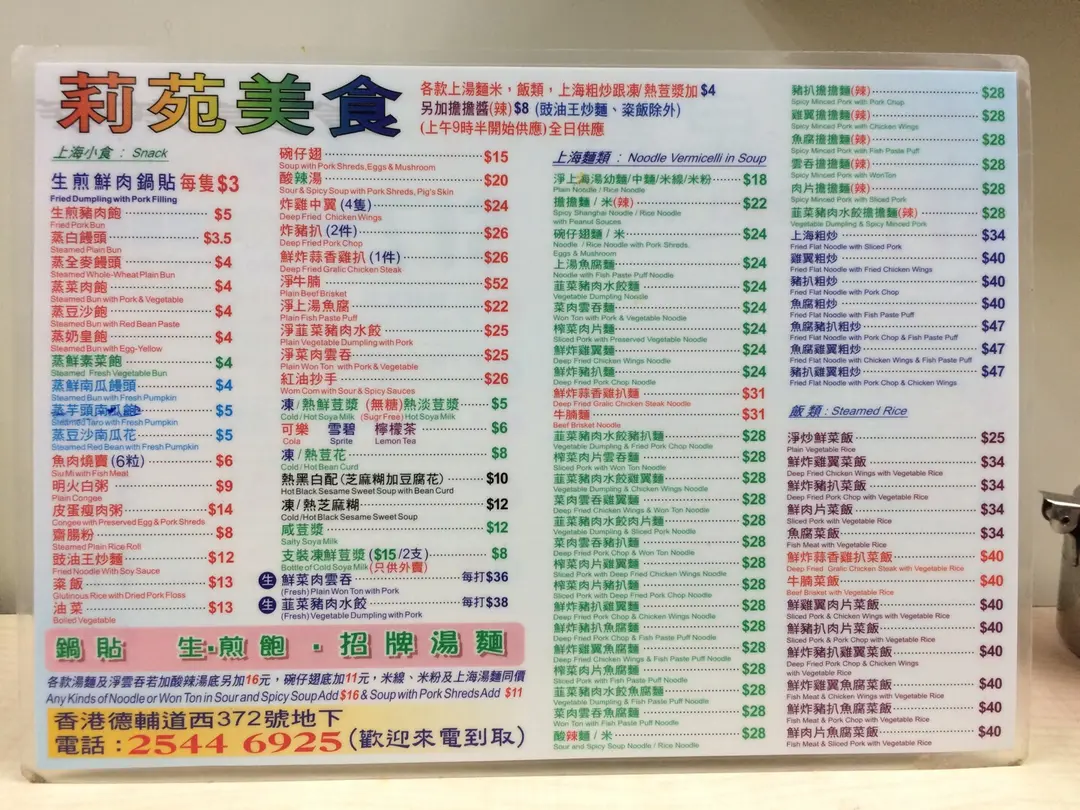 莉苑美食
各款上湯麵米，飯類，上海粗炒跟凍/熱荳漿加$4
另加擔擔醬(辣)$8 (豉油王炒麵、粢飯除外)
(上午9時半開始供應)全日供應
上海小食 : Snack
生煎鮮肉鍋貼每隻$3
Fried Dumpling with Pork Filling
生煎豬肉飽 $5
Fried Pork Bun
蒸白饅頭 $3.5
Steamed Plain Bun
蒸全麥饅頭 $4
Steamed Whole-Wheat Plain Bun
蒸菜肉飽 $4
Steamed Bun with Pork & Vegetable
蒸豆沙飽 $4
Steamed Bun with Red Bean Paste
蒸奶皇飽 $4
Steamed Bun with Egg-Yellow
蒸鮮素菜飽 $4
Steamed Fresh Vegetable Bun
蒸鮮南瓜饅頭 $4
Steamed Bun with Fresh Pumpkin
蒸芋頭南瓜飽 $5
Steamed Taro with Fresh Pumpkin
蒸豆沙南瓜花 $5
Steamed Red Bean with Fresh Pumpkin
魚肉燒賣(6粒) $6
Siu Mi with Fish Meat
明火白粥 $9
Plain Congee
皮蛋瘦肉粥 $14
Congee with Preserved Egg & Pork Shreds
齋腸粉 $8
Steamed Plain Rice Roll
豉油王炒麵 $12
Fried Noodle With Soy Sauce
粢飯 $13
Glutinous Rice with Dried Pork Floss
油菜 $13
Boiled Vegetable
碗仔翅 $15
Soup with Pork Shreds, Eggs & Mushroom
酸辣湯 $20
Sour & Spicy Soup with Pork Shreds, Pig's Skin
炸雞中翼 (4隻) $24
Deep Fried Chicken Wings
炸豬扒 (2件) $26
Deep Fried Pork Chop
鮮炸蒜香雞扒 (1件) $26
Deep Fried Gralic Chicken Steak
淨牛腩 $52
Plain Beef Brisket
淨上湯魚腐 $22
Plain Fish Paste Puff
淨韮菜豬肉水餃 $25
Plain Vegetable Dumpling with Pork
淨菜肉雲吞 $25
Plain Won Ton with Pork & Vegetable
紅油抄手 $26
Wom Com with Sour & Spicy Sauces
凍/熱鮮荳漿 (無糖)熱淡荳漿 $5
Cold/Hot Soya Milk (Sugr Free) Hot Soya Milk
可樂 雪碧 檸檬茶 $6
Cola Sprite Lemon Tea
凍/熱荳花 $8
Cold/Hot Bean Curd
熱黑白配(芝麻糊加豆腐花) $10
Hot Black Sesame Sweet Soup with Bean Curd
凍/熱芝麻糊 $12
Cold/Hot Black Sesame Sweet Soup
咸荳漿 $12
Salty Soya Milk
支裝凍鮮荳漿($15/2支) $8
Bottle of Cold Soya Milk(只供外賣)
生 鮮菜肉雲吞 每打$36
(Fresh) Plain Won Ton with Pork
生 韮菜豬肉水餃 每打$38
(Fresh) Vegetable Dumpling with Pork
上海麵類 : Noodle Vermicelli in Soup
淨上海湯幼麵/中麵/米線/米粉 $18
Plain Noodle / Rice Noodle
擔擔麵 / 米(辣) $22
Spicy Shanghai Noodle / Rice Noodle
with Peanut Souces
碗仔翅麵 / 米 $24
Noodle / Rice Noodle with Pork Shreds.
Eggs & Mushroom
上湯魚腐麵 $24
Noodle with Fish Paste Puff Noodle
韮菜豬肉水餃麵 $24
Vegetable Dumpling Noodle
菜肉雲吞麵 $24
Won Ton with Pork & Vegetable Noodle
榨菜肉片麵 $24
Sliced Pork with Preserved Vegetable Noodle
鮮炸雞翼麵 $24
Deep Fried Chicken Wings Noodle
鮮炸豬扒麵 $24
Deep Fried Pork Chop Noodle
鮮炸蒜香雞扒麵 $31
Deep Fried Gralic Chicken Steak Noodle
牛腩麵 $31
Beef Brisket Noodle
韮菜豬肉水餃豬扒麵 $28
Vegetable Dumpling & Fried Pork Chop Noodle
榨菜肉片雲吞麵 $28
Sliced Pork with Won Ton Noodle
韮菜豬肉水餃雞翼麵 $28
Vegetable Dumpling & Chicken Wings Noodle
菜肉雲吞雞翼麵 $28
Deep Fried Chicken Wings & Won Ton Noodle
韮菜豬肉水餃肉片麵 $28
Vegetable Dumpling & Sliced Pork Noodle
菜肉雲吞豬扒麵 $28
Deep Fried Pork Chop & Won Ton Noodle
榨菜肉片雞翼麵 $28
Sliced Pork with Deep Fried Chicken Wings Noodle
榨菜肉片豬扒麵 $28
Sliced Pork with Deep Fried Pork Chop Noodle
鮮炸豬扒雞翼麵 $28
Deep Fried Pork Chop & Chicken Wings Noodle
鮮炸豬扒魚腐麵 $28
Deep Fried Pork Chop & Fish Paste Puff Noodle
鮮炸雞翼魚腐麵 $28
Deep Fried Chicken Wings & Fish Paste Puff Noodle
榨菜肉片魚腐麵 $28
Sliced Pork with Fish Paste Puff Noodle
韮菜豬肉水餃魚腐麵 $28
Vegetable Dumpling & Fish Paste Puff Noodle
菜肉雲吞魚腐麵 $28
Won Ton with Fish Paste Puff Noodle
酸辣麵 / 米 $28
Sour and Spicy Soup Noodle / Rice Noodle
豬扒擔擔麵(辣) $28
Spicy Minced Pork with Pork Chop
雞翼擔擔麵(辣) $28
Spicy Minced Pork with Chicken Wings
魚腐擔擔麵(辣) $28
Spicy Minced Pork with Fish Paste Puff
雲吞擔擔麵(辣) $28
Spicy Minced Pork with WonTon
肉片擔擔麵(辣) $28
Spicy Minced Pork with Sliced Pork
韮菜豬肉水餃擔擔麵(辣) $28
Vegetable Dumpling & Spicy Minced Pork
上海粗炒 $34
Fried Flat Noodle with Sliced Pork
雞翼粗炒 $40
Fried Flat Noodle with Fried Chicken Wings
豬扒粗炒 $40
Fried Flat Noodle with Pork Chop
魚腐粗炒 $40
Fried Flat Noodle with Fish Paste Puff
魚腐豬扒粗炒 $47
Fried Flat Noodle with Pork Chop & Fish Paste Puff
魚腐雞翼粗炒 $47
Fried Flat Noodle with Chicken Wings & Fish Paste Puff
豬扒雞翼粗炒 $47
Fried Flat Noodle with Pork Chop & Chicken Wings
飯類 : Steamed Rice
淨炒鮮菜飯 $25
Plain Vegetable Rice
鮮炸雞翼菜飯 $34
Deep Fried Chicken Wings with Vegetable Rice
鮮炸豬扒菜飯 $34
Deep Fried Pork Chop with Vegetable Rice
鮮肉片菜飯 $34
Sliced Pork with Vegetable Rice
魚腐菜飯 $34
Fish Meat with Vegetable Rice
鮮炸蒜香雞扒菜飯 $40
Deep Fried Gralic Chicken Steak with Vegetable Rice
牛腩菜飯 $40
Beef Brisket with Vegetable Rice
鮮雞翼肉片菜飯 $40
Sliced Pork & Chicken Wings with Vegetable Rice
鮮豬扒肉片菜飯 $40
Sliced Pork & Pork Chop with Vegetable Rice
鮮炸雞翼豬扒菜飯 $40
Deep Fried Pork Chop & Chicken Wings
with Vegetable Rice
鮮炸雞翼魚腐菜飯 $40
Fish Meat & Chicken Wings with Vegetable Rice
鮮炸豬扒魚腐菜飯 $40
Fish Meat & Pork Chop with Vegetable Rice
鮮肉片魚腐菜飯 $40
Fish Meat & Sliced Pork with Vegetable Rice
鍋貼 生·煎飽·招牌湯麵
各款湯麵及淨雲吞若加酸辣湯底另加16元，碗仔翅底加11元，米線、米粉及上海湯麵同價
Any Kinds of Noodle or Won Ton in Sour and Spicy Soup Add $16 & Soup with Pork Shreds Add $11
香港德輔道西372號地下
電話:2544 6925(歡迎來電到取)